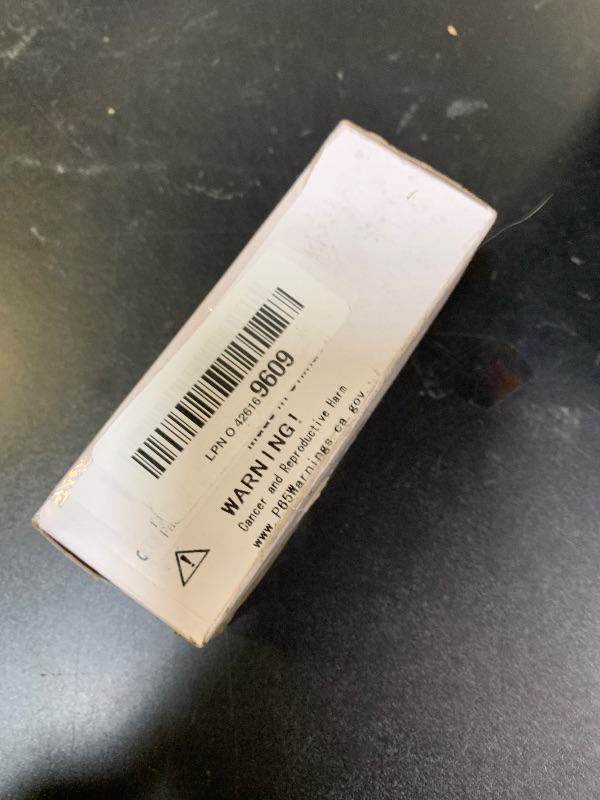 LPN O 42616 9609
WARNING!
Cancer and Reproductive Harm
www.P65Warnings.ca.gov